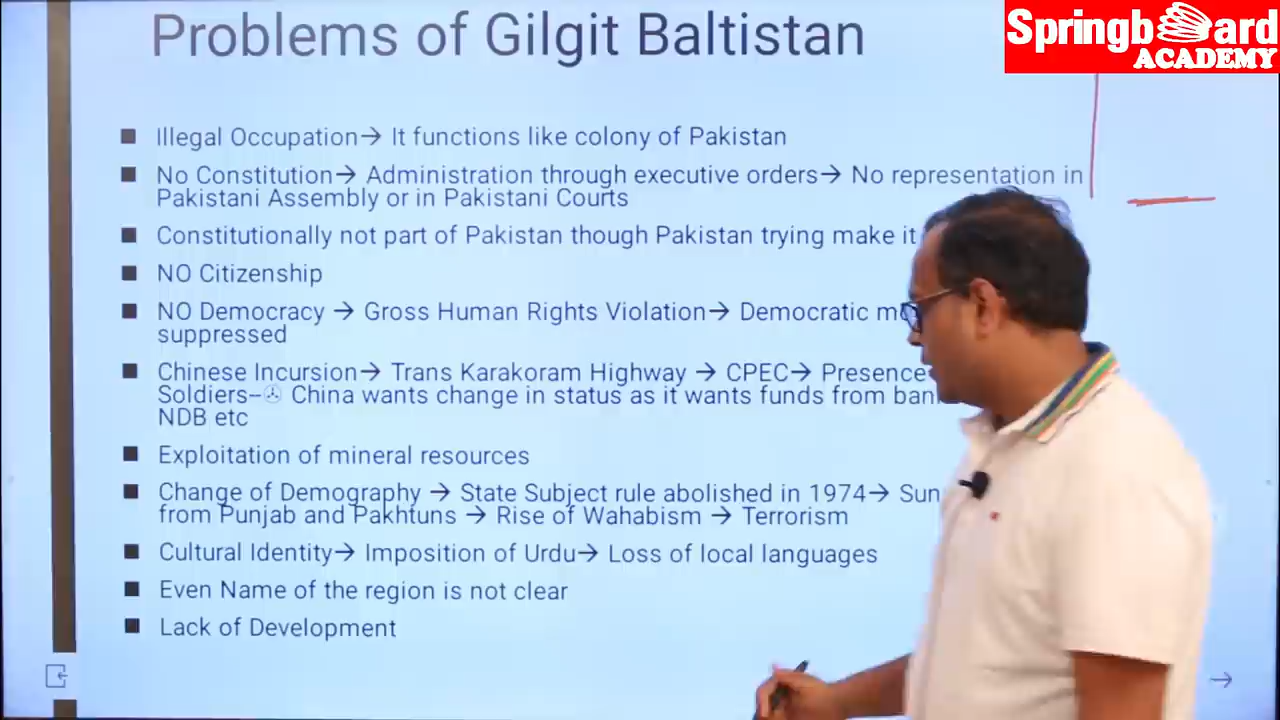 Problems of Gilgit Baltistan
Springboard
ACADEMY
Illegal Occupation→ It functions like colony of Pakistan
No Constitution→ Administration through executive orders→ No representation in
Pakistani Assembly or in Pakistani Courts
Constitutionally not part of Pakistan though Pakistan trying make it
NO Citizenship
NO Democracy → Gross Human Rights Violation→ Democratic
suppressed
Chinese Incursion→ Trans Karakoram Highway → CPEC→ Presence
Soldiers– China wants change in status as it wants funds from
NDB etc
Exploitation of mineral resources
Change of Demography → State Subject rule abolished in 1974→
from Punjab and Pakhtuns → Rise of Wahabism → Terrorism
Cultural Identity→ Imposition of Urdu→ Loss of local languages
Even Name of the region is not clear
Lack of Development